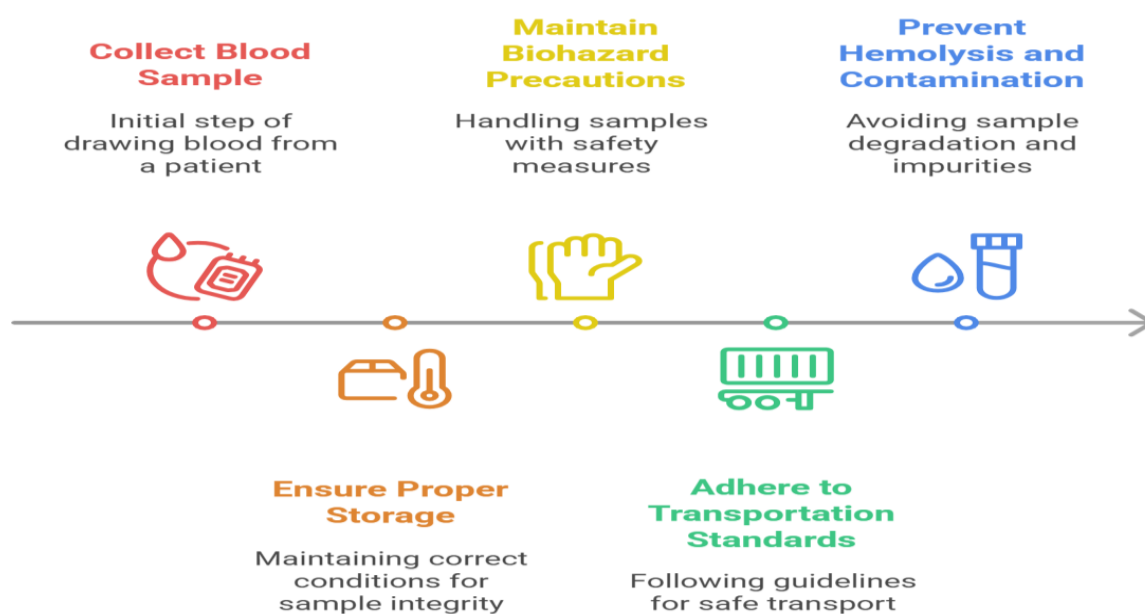 Collect Blood
Sample
Initial step of
drawing blood from
a patient
Ensure Proper
Storage
Maintaining correct
conditions for
sample integrity
Maintain
Biohazard
Precautions
Handling samples
with safety
measures
Adhere to
Transportation
Standards
Following guidelines
for safe transport
Prevent
Hemolysis and
Contamination
Avoiding sample
degradation and
impurities